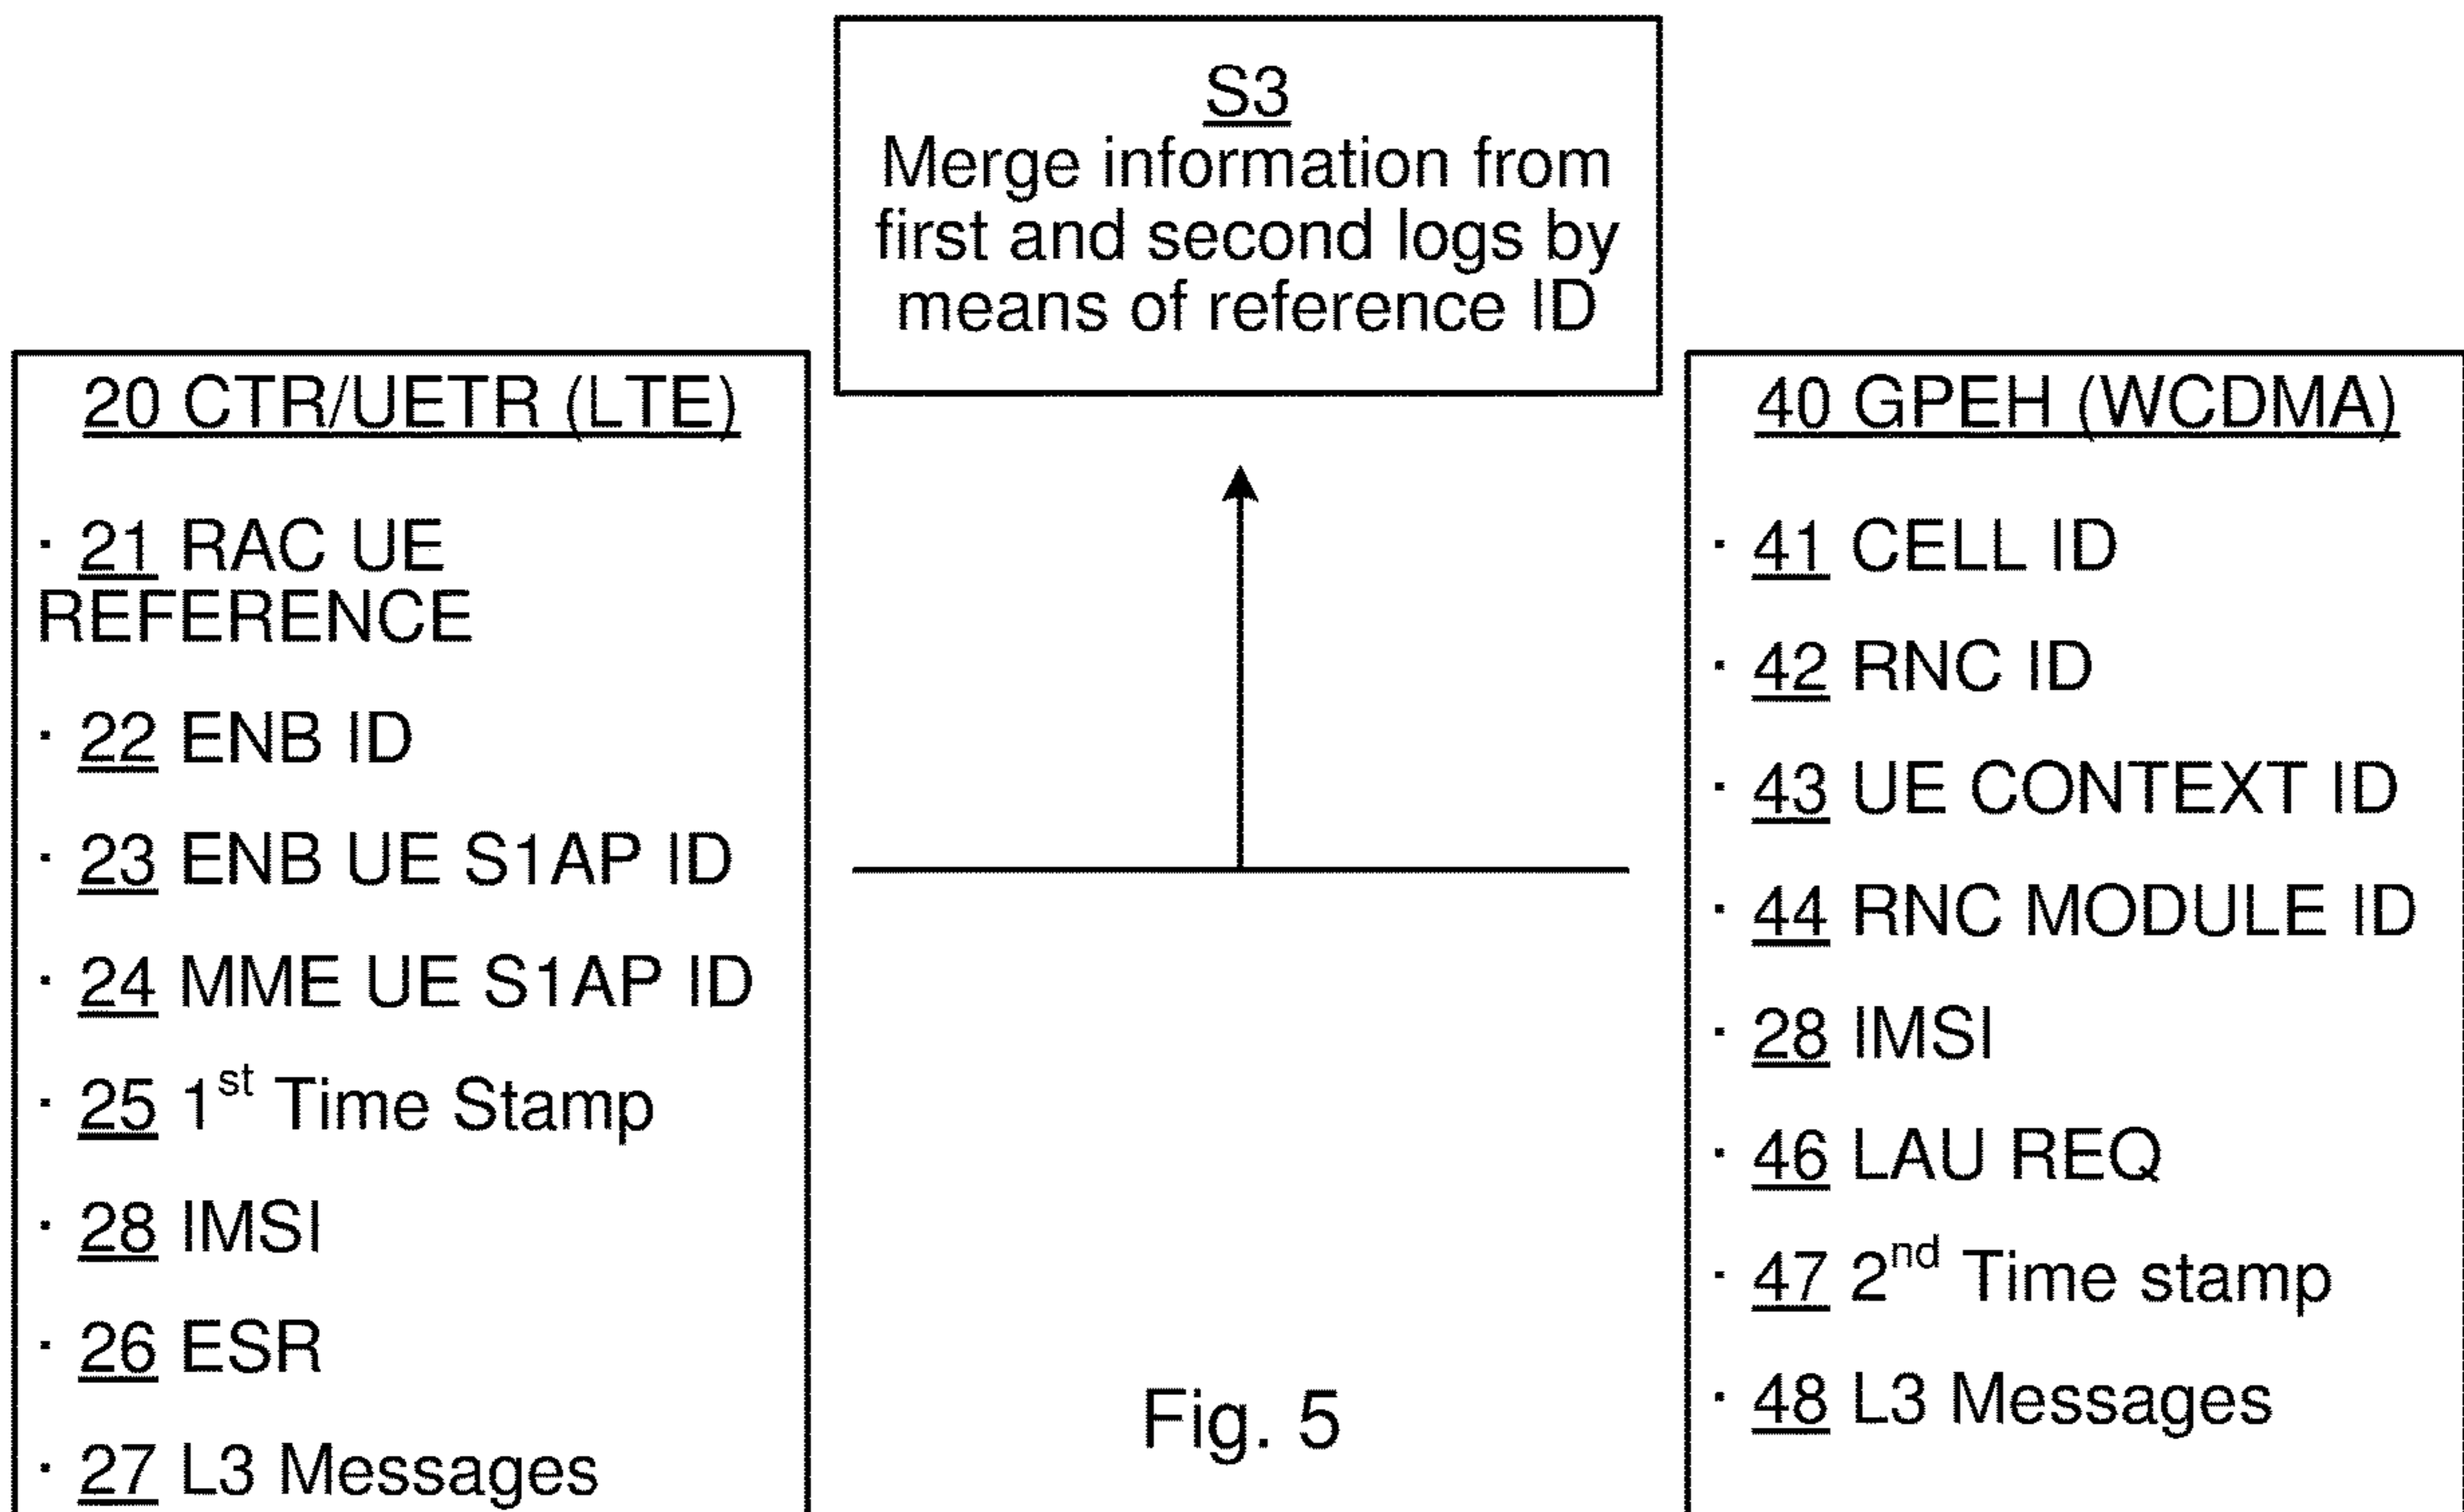 S3
Merge information from
first and second logs by
means of reference ID
20 CTR/UETR (LTE)
· 21 RAC UE
REFERENCE
· 22 ENB ID
· 23 ENB UE S1AP ID
· 24 MME UE S1AP ID
· 25 1st Time Stamp
· 28 IMSI
· 26 ESR
· 27 L3 Messages
40 GPEH (WCDMA)
· 41 CELL ID
· 42 RNC ID
· 43 UE CONTEXT ID
· 44 RNC MODULE ID
· 28 IMSI
· 46 LAU REQ
· 47 2nd Time stamp
· 48 L3 Messages
Fig. 5